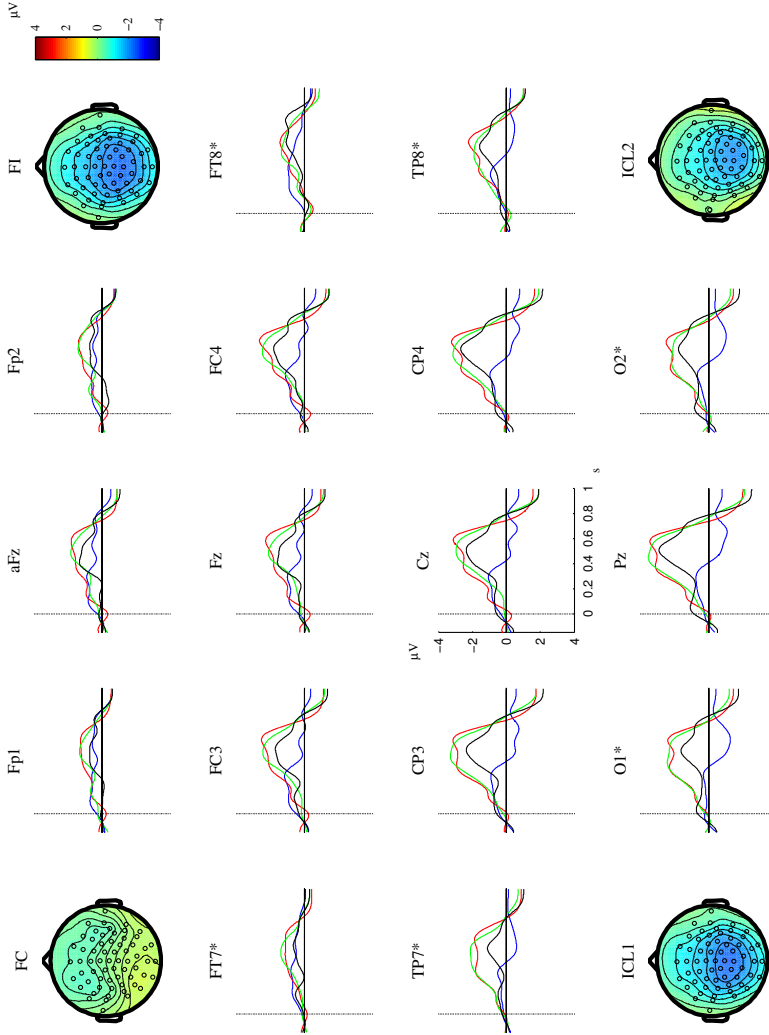 FC
Fp1
aFz
Fp2
FI
μV
4
2
0
−2
−4
FT7*
FC3
Fz
FC4
FT8*
TP7*
CP3
Cz
CP4
TP8*
μV
−4
−2
0
2
4
0 0.2 0.4 0.6 0.8 1
s
ICL1
O1*
Pz
O2*
ICL2